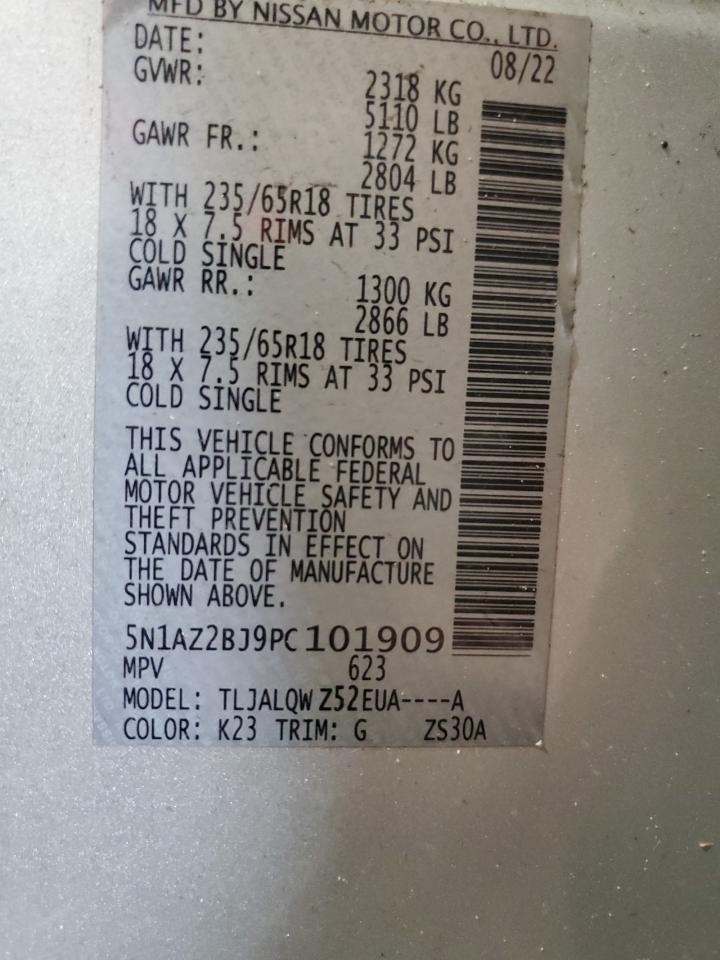 MFD BY NISSAN MOTOR CO., LTD.
DATE: 08/22
GVWR: 2318 KG
5110 LB
GAWR FR.: 1272 KG
2804 LB
WITH 235/65R18 TIRES
18 X 7.5 RIMS AT 33 PSI
COLD SINGLE
GAWR RR.: 1300 KG
2866 LB
WITH 235/65R18 TIRES
18 X 7.5 RIMS AT 33 PSI
COLD SINGLE
THIS VEHICLE CONFORMS TO
ALL APPLICABLE FEDERAL
MOTOR VEHICLE SAFETY AND
THEFT PREVENTION
STANDARDS IN EFFECT ON
THE DATE OF MANUFACTURE
SHOWN ABOVE.
5N1AZ2BJ9PC101909
MPV 623
MODEL: TLJALQWZ52EUA----A
COLOR: K23 TRIM: G ZS30A